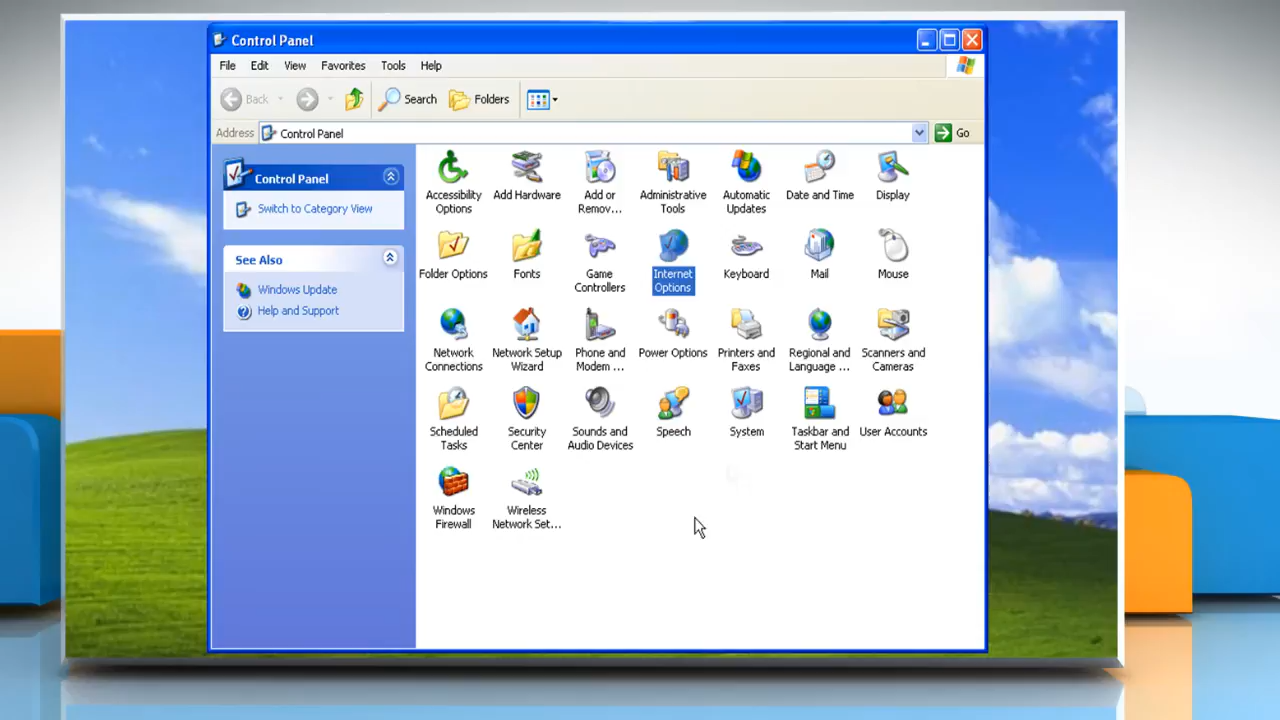 Control Panel
File Edit View Favorites Tools Help
Back Search Folders
Address Control Panel Go
Control Panel
Switch to Category View
See Also
Windows Update
Help and Support
Accessibility Options
Add Hardware
Add or Remov...
Administrative Tools
Automatic Updates
Date and Time
Display
Folder Options
Fonts
Game Controllers
Internet Options
Keyboard
Mail
Mouse
Network Connections
Network Setup Wizard
Phone and Modem ...
Power Options
Printers and Faxes
Regional and Language ...
Scanners and Cameras
Scheduled Tasks
Security Center
Sounds and Audio Devices
Speech
System
Taskbar and Start Menu
User Accounts
Windows Firewall
Wireless Network Set...